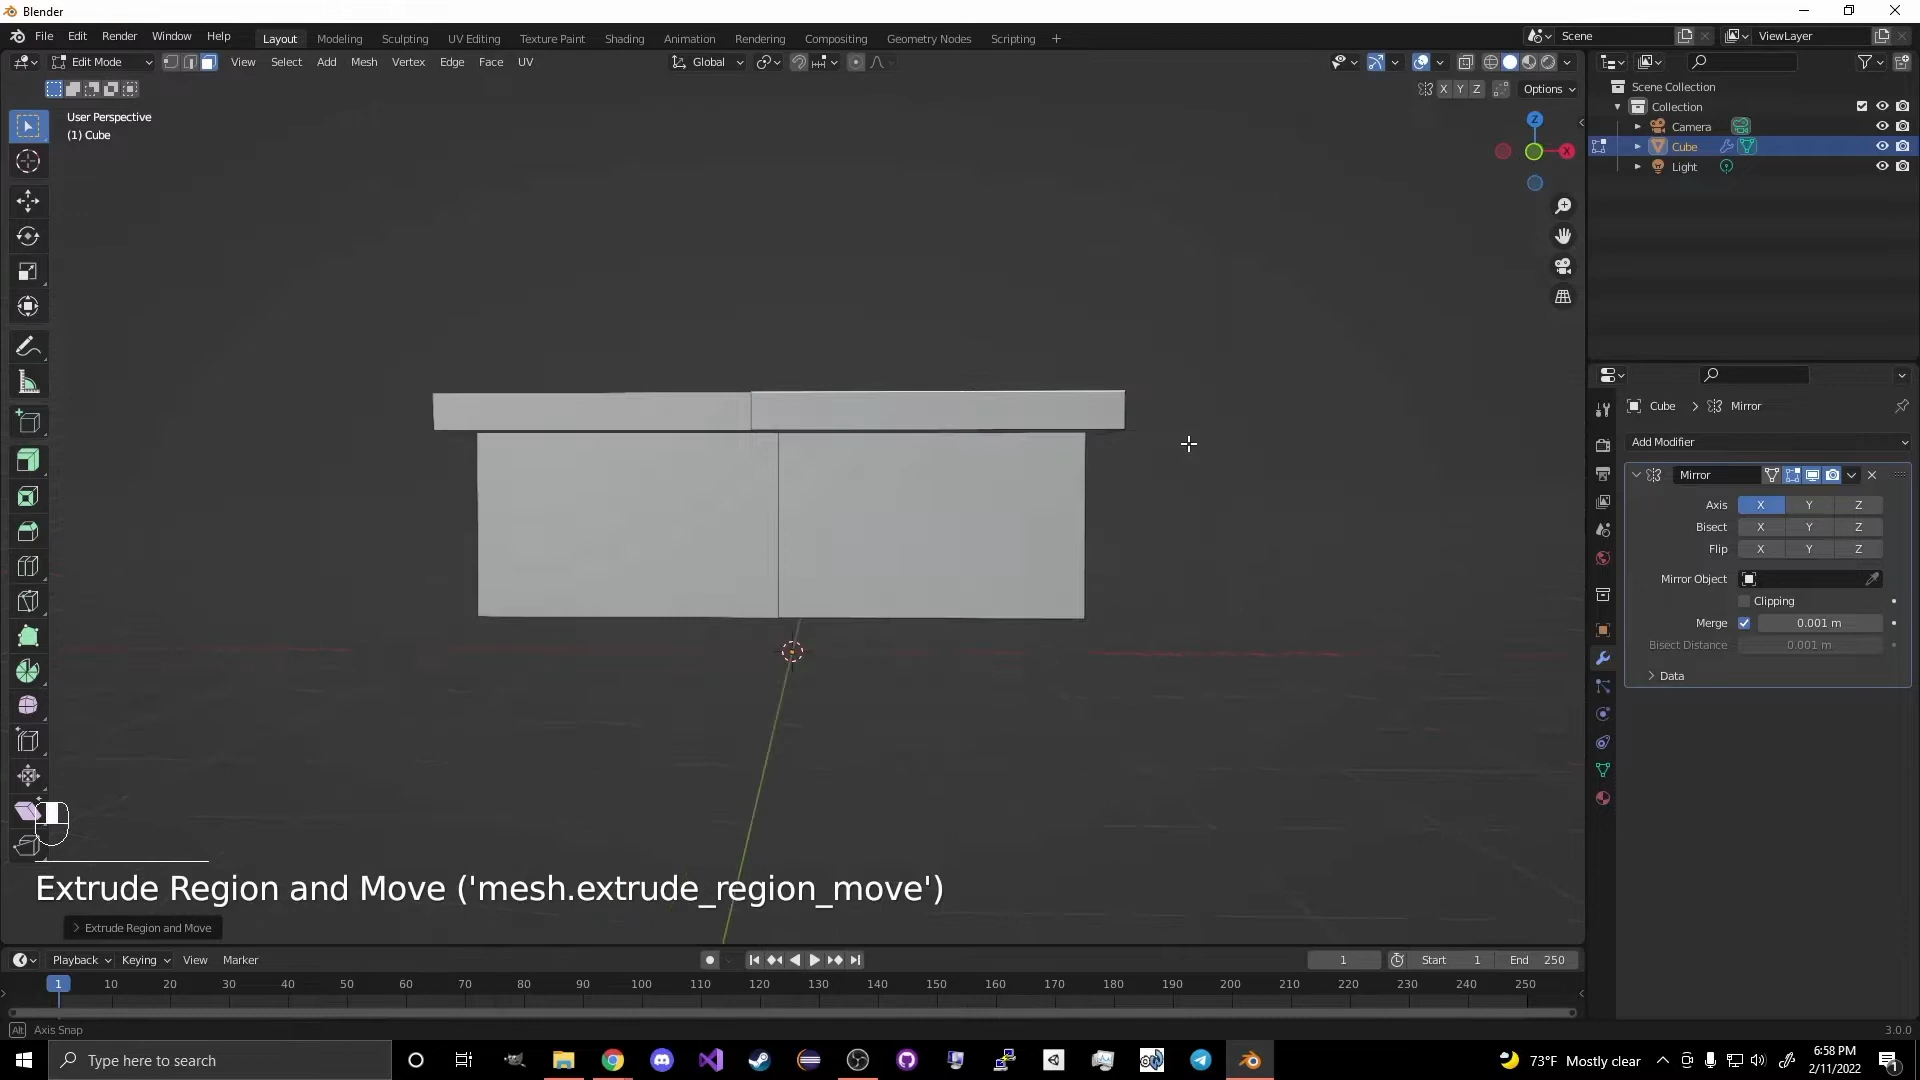 Blender
File Edit Render Window Help
Layout Modeling Sculpting UV Editing Texture Paint Shading Animation Rendering Compositing Geometry Nodes Scripting +
Scene
ViewLayer
Edit Mode View Select Add Mesh Vertex Edge Face UV
Global
X Y Z Options
User Perspective
(1) Cube
Z
X
Scene Collection
Collection
Camera
Cube
Light
Cube > Mirror
Add Modifier
Mirror
Axis X Y Z
Bisect X Y Z
Flip X Y Z
Mirror Object
Clipping
Merge 0.001 m
Bisect Distance 0.001 m
Data
Extrude Region and Move ('mesh.extrude_region_move')
Extrude Region and Move
Playback Keying View Marker
1 Start 1 End 250
1 10 20 30 40 50 60 70 80 90 100 110 120 130 140 150 160 170 180 190 200 210 220 230 240 250
Alt Axis Snap
3.0.0
Type here to search
73°F Mostly clear
6:58 PM
2/11/2022
1